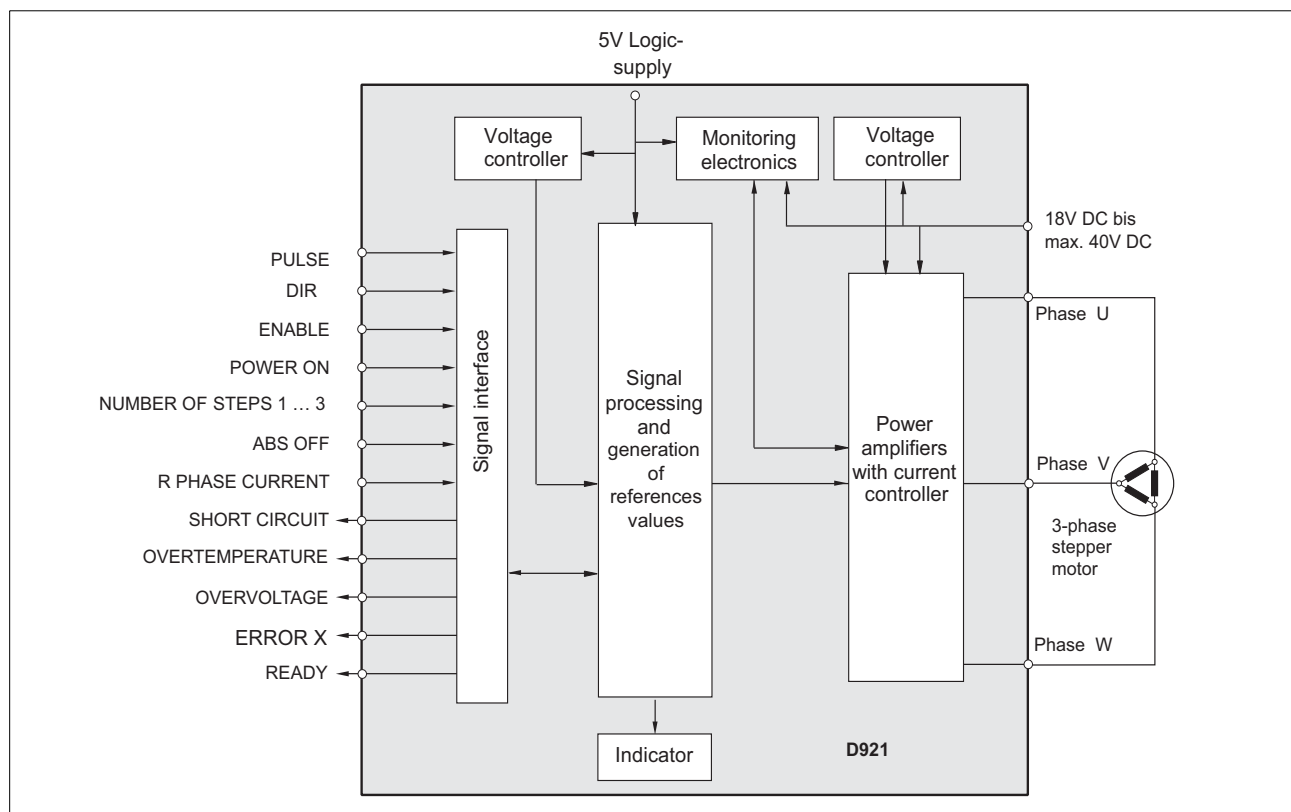 5V Logic-
supply
Voltage
controller
Monitoring
electronics
Voltage
controller
18V DC bis
max. 40V DC
PULSE
DIR
ENABLE
POWER ON
NUMBER OF STEPS 1 … 3
ABS OFF
R PHASE CURRENT
SHORT CIRCUIT
OVERTEMPERATURE
OVERVOLTAGE
ERROR X
READY
Signal interface
Signal
processing
and
generation
of
references
values
Power
amplifiers
with current
controller
Phase U
Phase V
3-phase
stepper
motor
Phase W
Indicator
D921